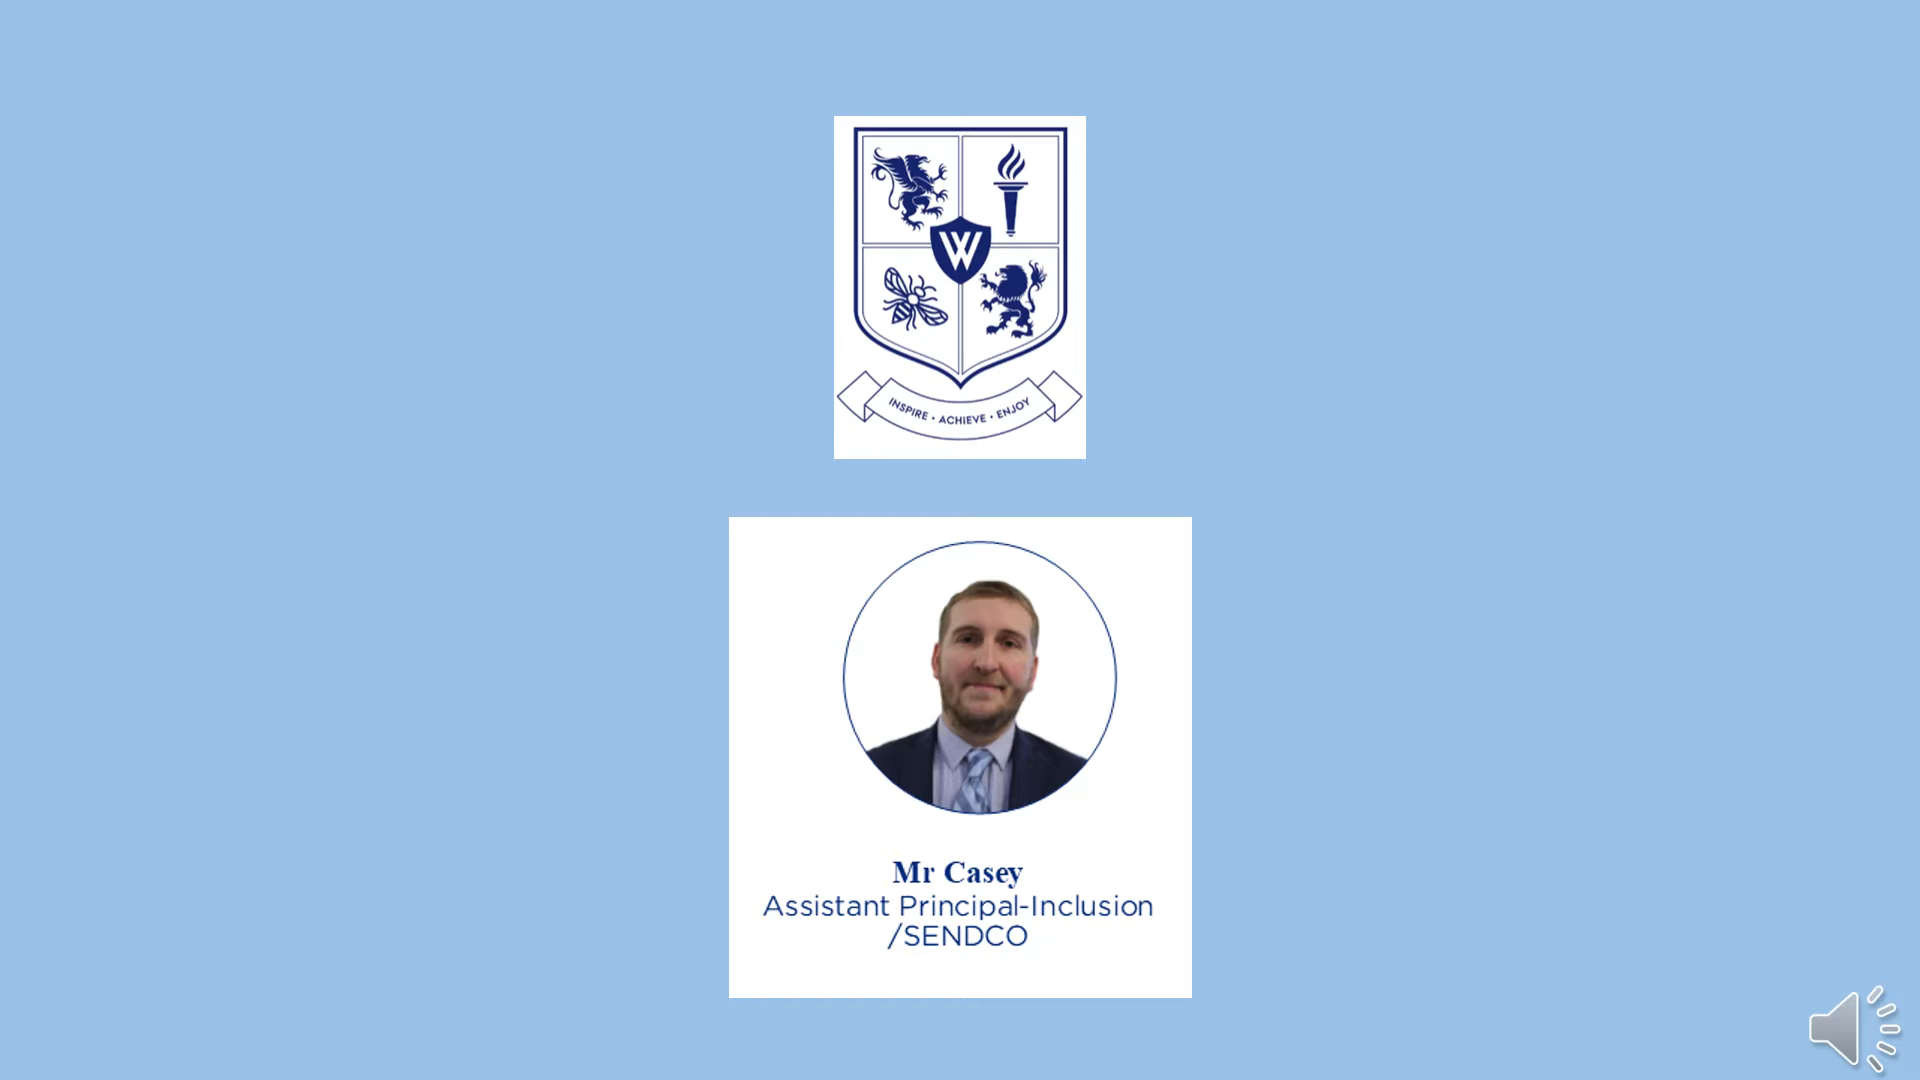 W
INSPIRE • ACHIEVE • ENJOY
Mr Casey
Assistant Principal-Inclusion
/SENDCO